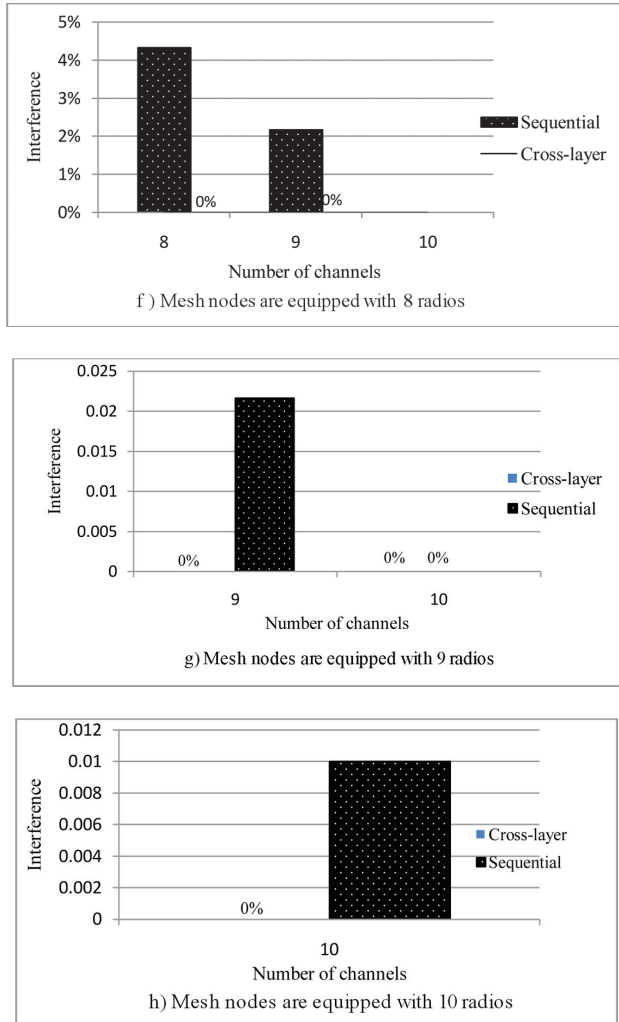 5%
4%
3%
2%
1%
0%
Interference
0%
0%
8 9 10
Number of channels
Sequential
Cross-layer
f ) Mesh nodes are equipped with 8 radios
0.025
0.02
0.015
0.01
0.005
0
Interference
0%
0% 0%
9 10
Number of channels
Cross-layer
Sequential
g) Mesh nodes are equipped with 9 radios
0.012
0.01
0.008
0.006
0.004
0.002
0
Interference
0%
10
Number of channels
Cross-layer
Sequential
h) Mesh nodes are equipped with 10 radios